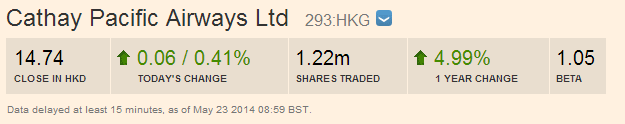 Cathay Pacific Airways Ltd 293:HKG
14.74 0.06 / 0.41% 1.22m 4.99% 1.05
CLOSE IN HKD TODAY'S CHANGE SHARES TRADED 1 YEAR CHANGE BETA
Data delayed at least 15 minutes, as of May 23 2014 08:59 BST.